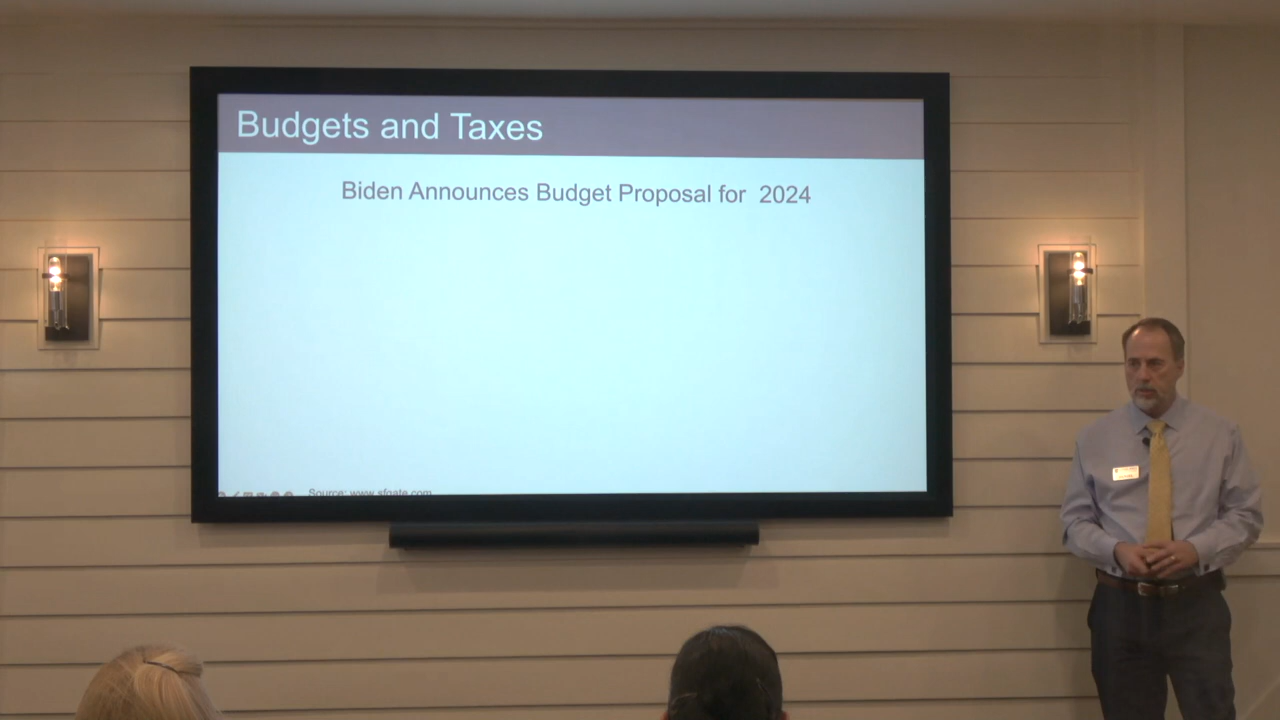 Budgets and Taxes
Biden Announces Budget Proposal for 2024
Source: www.sfgate.com